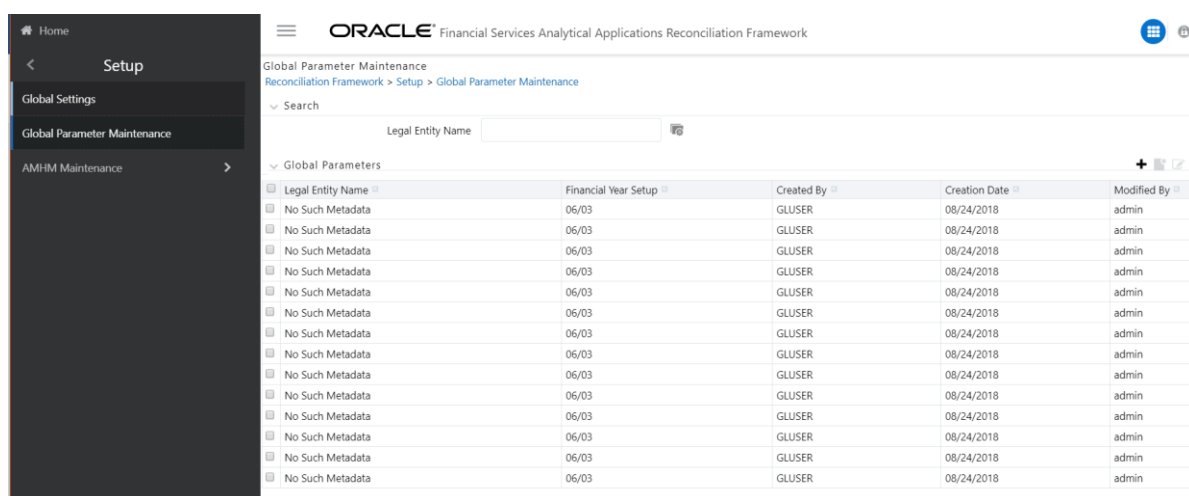 Home
Setup
Global Settings
Global Parameter Maintenance
AMHM Maintenance
ORACLE® Financial Services Analytical Applications Reconciliation Framework
Global Parameter Maintenance
Reconciliation Framework > Setup > Global Parameter Maintenance
Search
Legal Entity Name
Global Parameters
Legal Entity Name Financial Year Setup Created By Creation Date Modified By
No Such Metadata 06/03 GLUSER 08/24/2018 admin
No Such Metadata 06/03 GLUSER 08/24/2018 admin
No Such Metadata 06/03 GLUSER 08/24/2018 admin
No Such Metadata 06/03 GLUSER 08/24/2018 admin
No Such Metadata 06/03 GLUSER 08/24/2018 admin
No Such Metadata 06/03 GLUSER 08/24/2018 admin
No Such Metadata 06/03 GLUSER 08/24/2018 admin
No Such Metadata 06/03 GLUSER 08/24/2018 admin
No Such Metadata 06/03 GLUSER 08/24/2018 admin
No Such Metadata 06/03 GLUSER 08/24/2018 admin
No Such Metadata 06/03 GLUSER 08/24/2018 admin
No Such Metadata 06/03 GLUSER 08/24/2018 admin
No Such Metadata 06/03 GLUSER 08/24/2018 admin
No Such Metadata 06/03 GLUSER 08/24/2018 admin